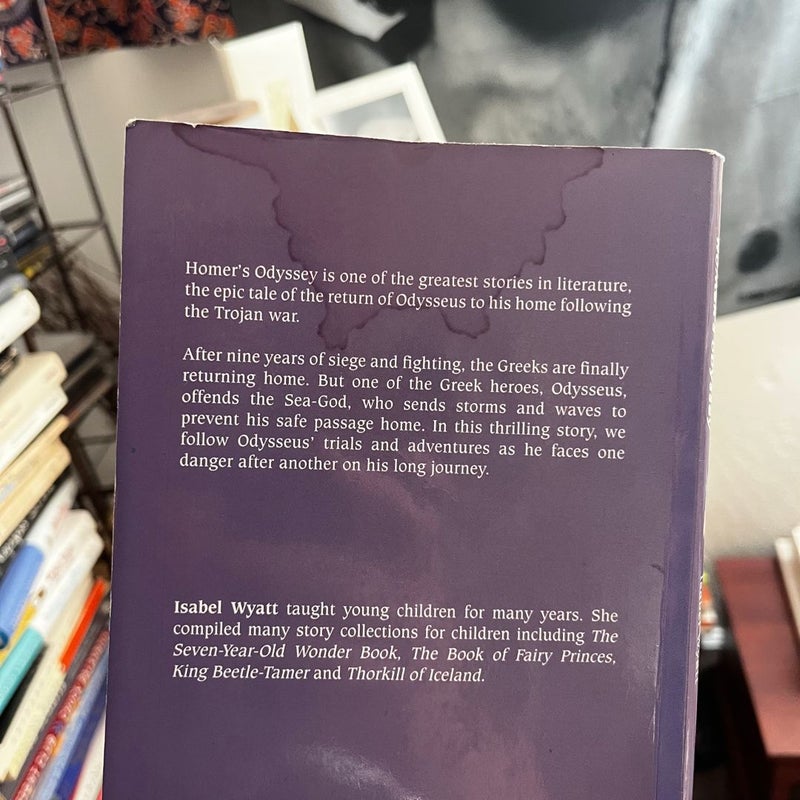 Homer's Odyssey is one of the greatest stories in literature,
the epic tale of the return of Odysseus to his home following
the Trojan war.
After nine years of siege and fighting, the Greeks are finally
returning home. But one of the Greek heroes, Odysseus,
offends the Sea-God, who sends storms and waves to
prevent his safe passage home. In this thrilling story, we
follow Odysseus' trials and adventures as he faces one
danger after another on his long journey.
Isabel Wyatt taught young children for many years. She
compiled many story collections for children including The
Seven-Year-Old Wonder Book, The Book of Fairy Princes,
King Beetle-Tamer and Thorkill of Iceland.